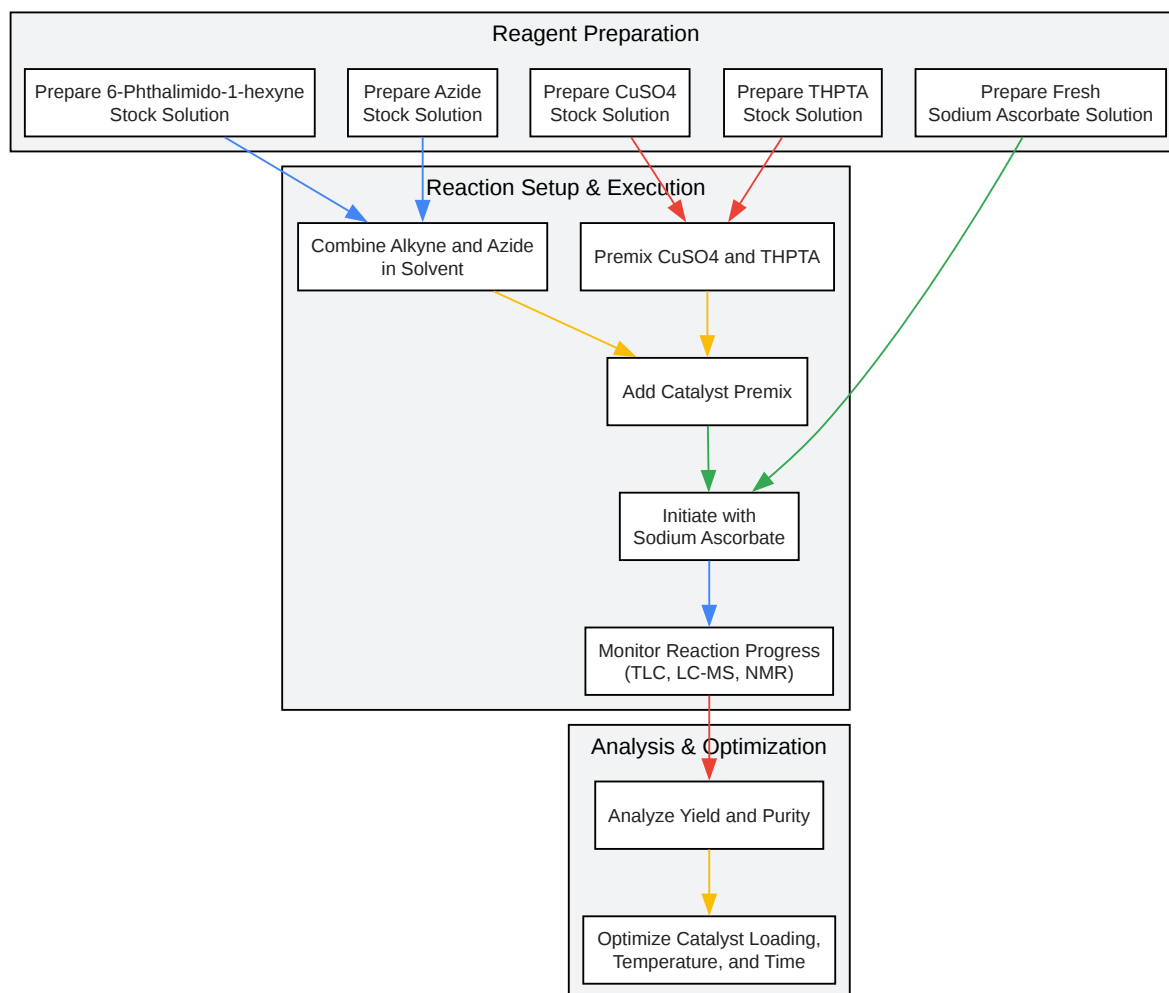 Reagent Preparation
Prepare 6-Phthalimido-1-hexyne
Stock Solution
Prepare Azide
Stock Solution
Prepare CuSO4
Stock Solution
Prepare THPTA
Stock Solution
Prepare Fresh
Sodium Ascorbate Solution
Reaction Setup & Execution
Combine Alkyne and Azide
in Solvent
Premix CuSO4 and THPTA
Add Catalyst Premix
Initiate with
Sodium Ascorbate
Monitor Reaction Progress
(TLC, LC-MS, NMR)
Analysis & Optimization
Analyze Yield and Purity
Optimize Catalyst Loading,
Temperature, and Time